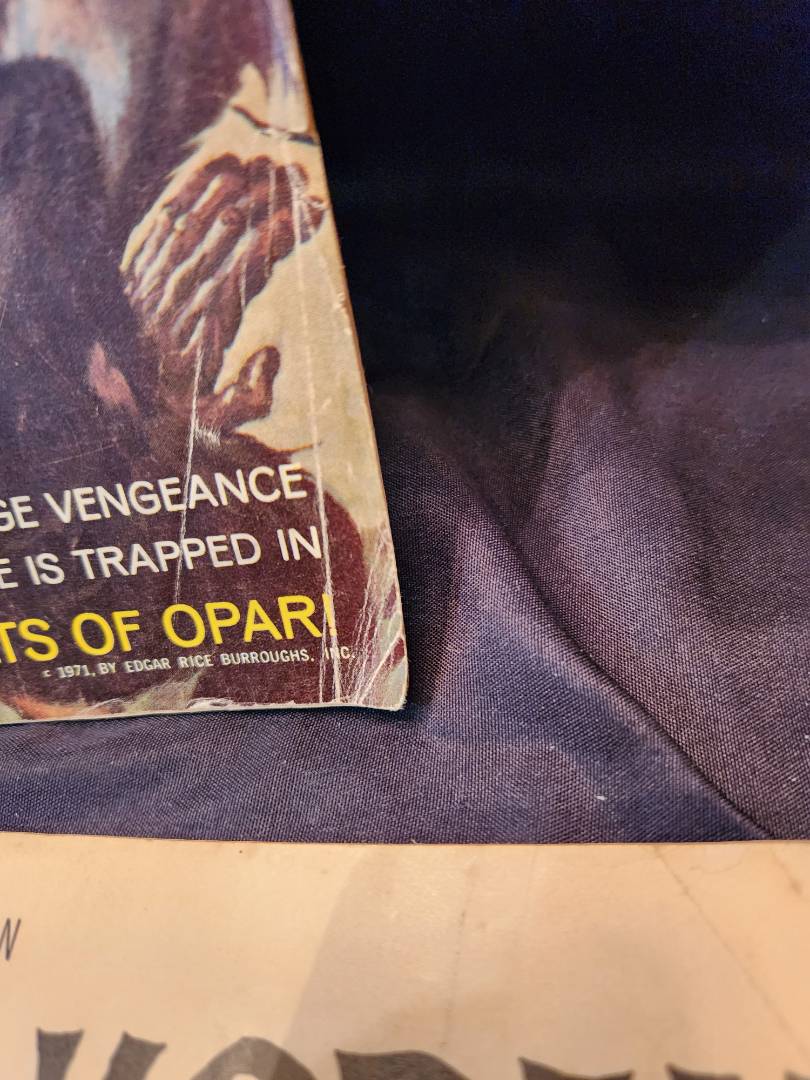 GE VENGEANCE
E IS TRAPPED IN
TS OF OPAR!
© 1971, BY EDGAR RICE BURROUGHS, INC.